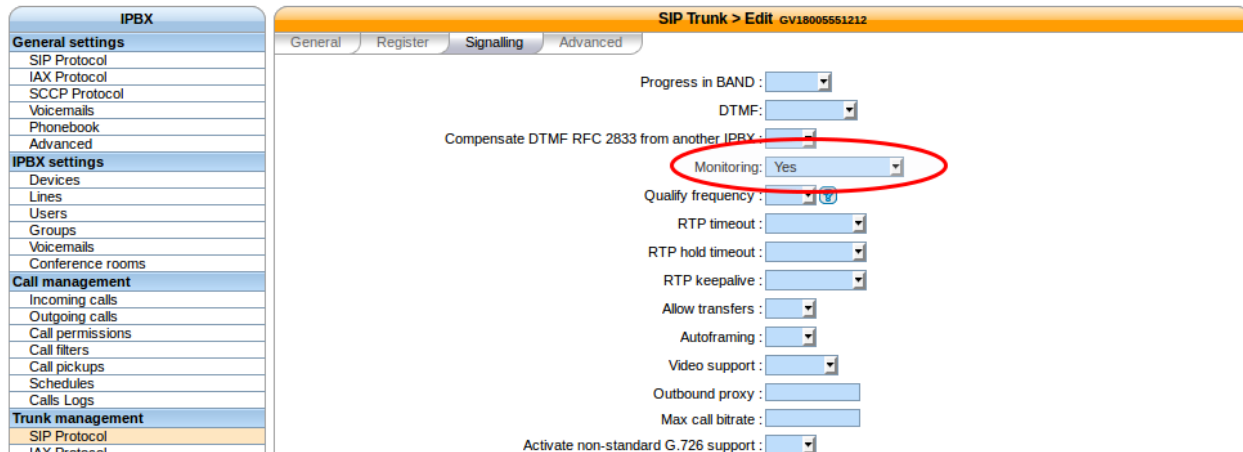 IPBX
General settings
SIP Protocol
IAX Protocol
SCCP Protocol
Voicemails
Phonebook
Advanced
IPBX settings
Devices
Lines
Users
Groups
Voicemails
Conference rooms
Call management
Incoming calls
Outgoing calls
Call permissions
Call filters
Call pickups
Schedules
Calls Logs
Trunk management
SIP Protocol
IAX Protocol
SIP Trunk > Edit GV18005551212
General Register Signalling Advanced
Progress in BAND :
DTMF:
Compensate DTMF RFC 2833 from another IPBX :
Monitoring: Yes
Qualify frequency : ?
RTP timeout :
RTP hold timeout :
RTP keepalive :
Allow transfers :
Autoframing :
Video support :
Outbound proxy :
Max call bitrate :
Activate non-standard G.726 support :